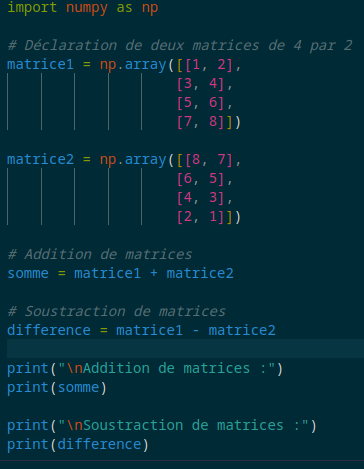 import numpy as np
# Déclaration de deux matrices de 4 par 2
matrice1 = np.array([[1, 2],
[3, 4],
[5, 6],
[7, 8]])
matrice2 = np.array([[8, 7],
[6, 5],
[4, 3],
[2, 1]])
# Addition de matrices
somme = matrice1 + matrice2
# Soustraction de matrices
difference = matrice1 - matrice2
print("\nAddition de matrices :")
print(somme)
print("\nSoustraction de matrices :")
print(difference)